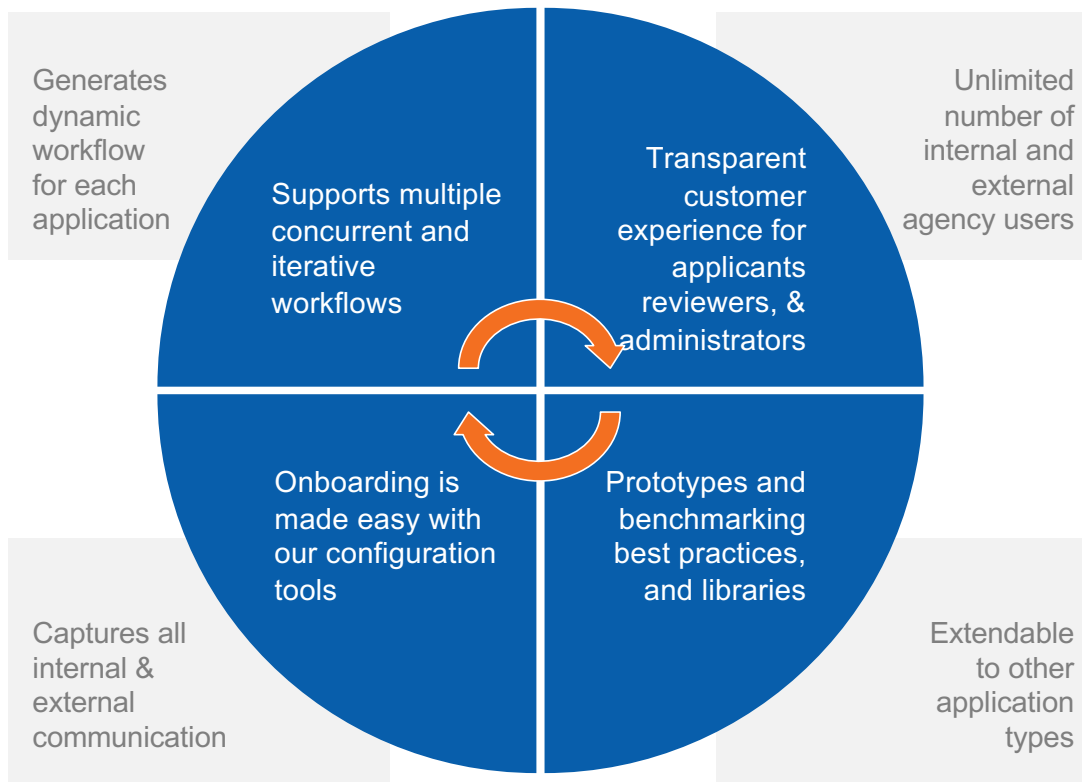 Generates
dynamic
workflow
for each
application
Supports multiple
concurrent and
iterative
workflows
Transparent
customer
experience for
applicants
reviewers, &
administrators
Unlimited
number of
internal and
external
agency users
Captures all
internal &
external
communication
Onboarding is
made easy with
our configuration
tools
Prototypes and
benchmarking
best practices,
and libraries
Extendable
to other
application
types